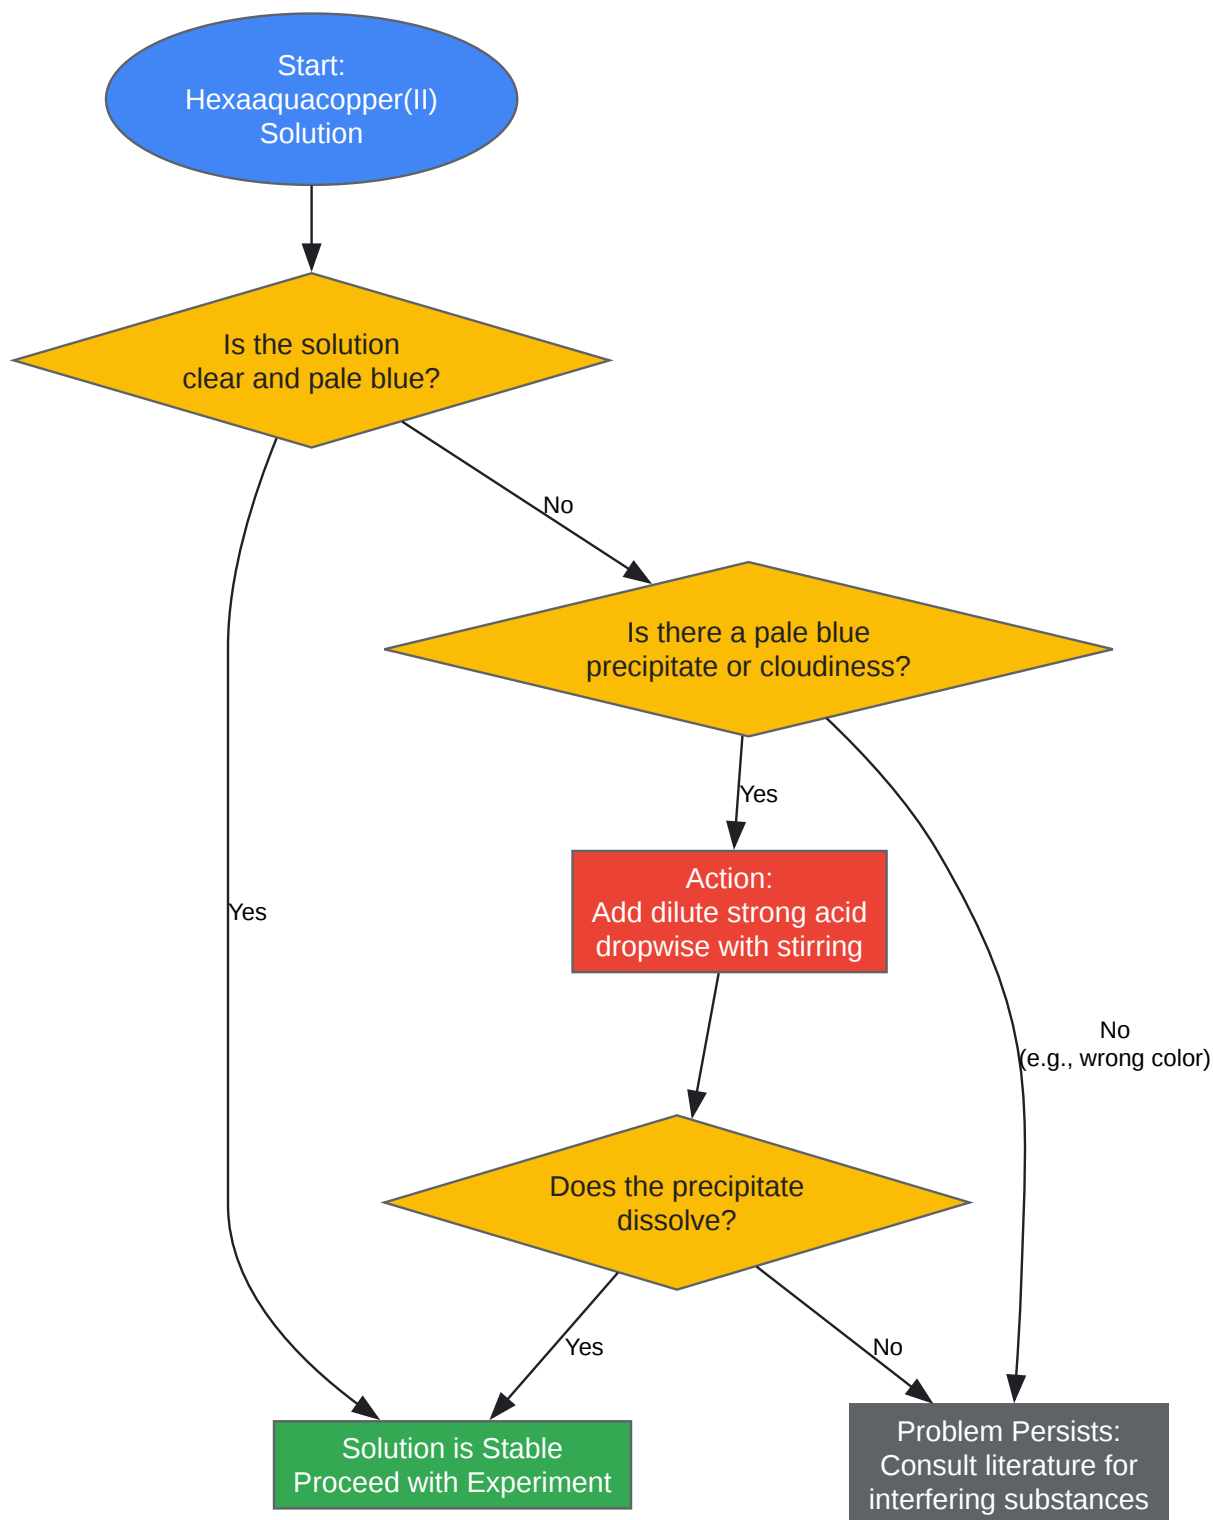 Start:
Hexaaquacopper(II)
Solution
Is the solution
clear and pale blue?
No
Is there a pale blue
precipitate or cloudiness?
Yes
Action:
Add dilute strong acid
dropwise with stirring
Yes
No
(e.g., wrong color)
Does the precipitate
dissolve?
Yes
No
Solution is Stable
Proceed with Experiment
Problem Persists:
Consult literature for
interfering substances